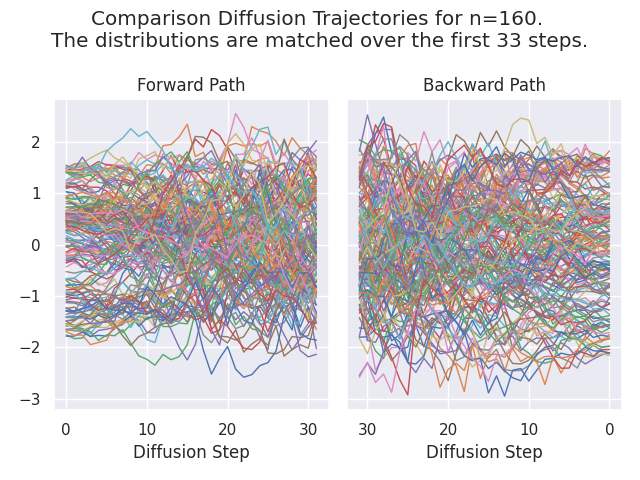 Comparison Diffusion Trajectories for n=160.
The distributions are matched over the first 33 steps.
Forward Path
Backward Path
2
1
0
−1
−2
−3
0 10 20 30
30 20 10 0
Diffusion Step
Diffusion Step